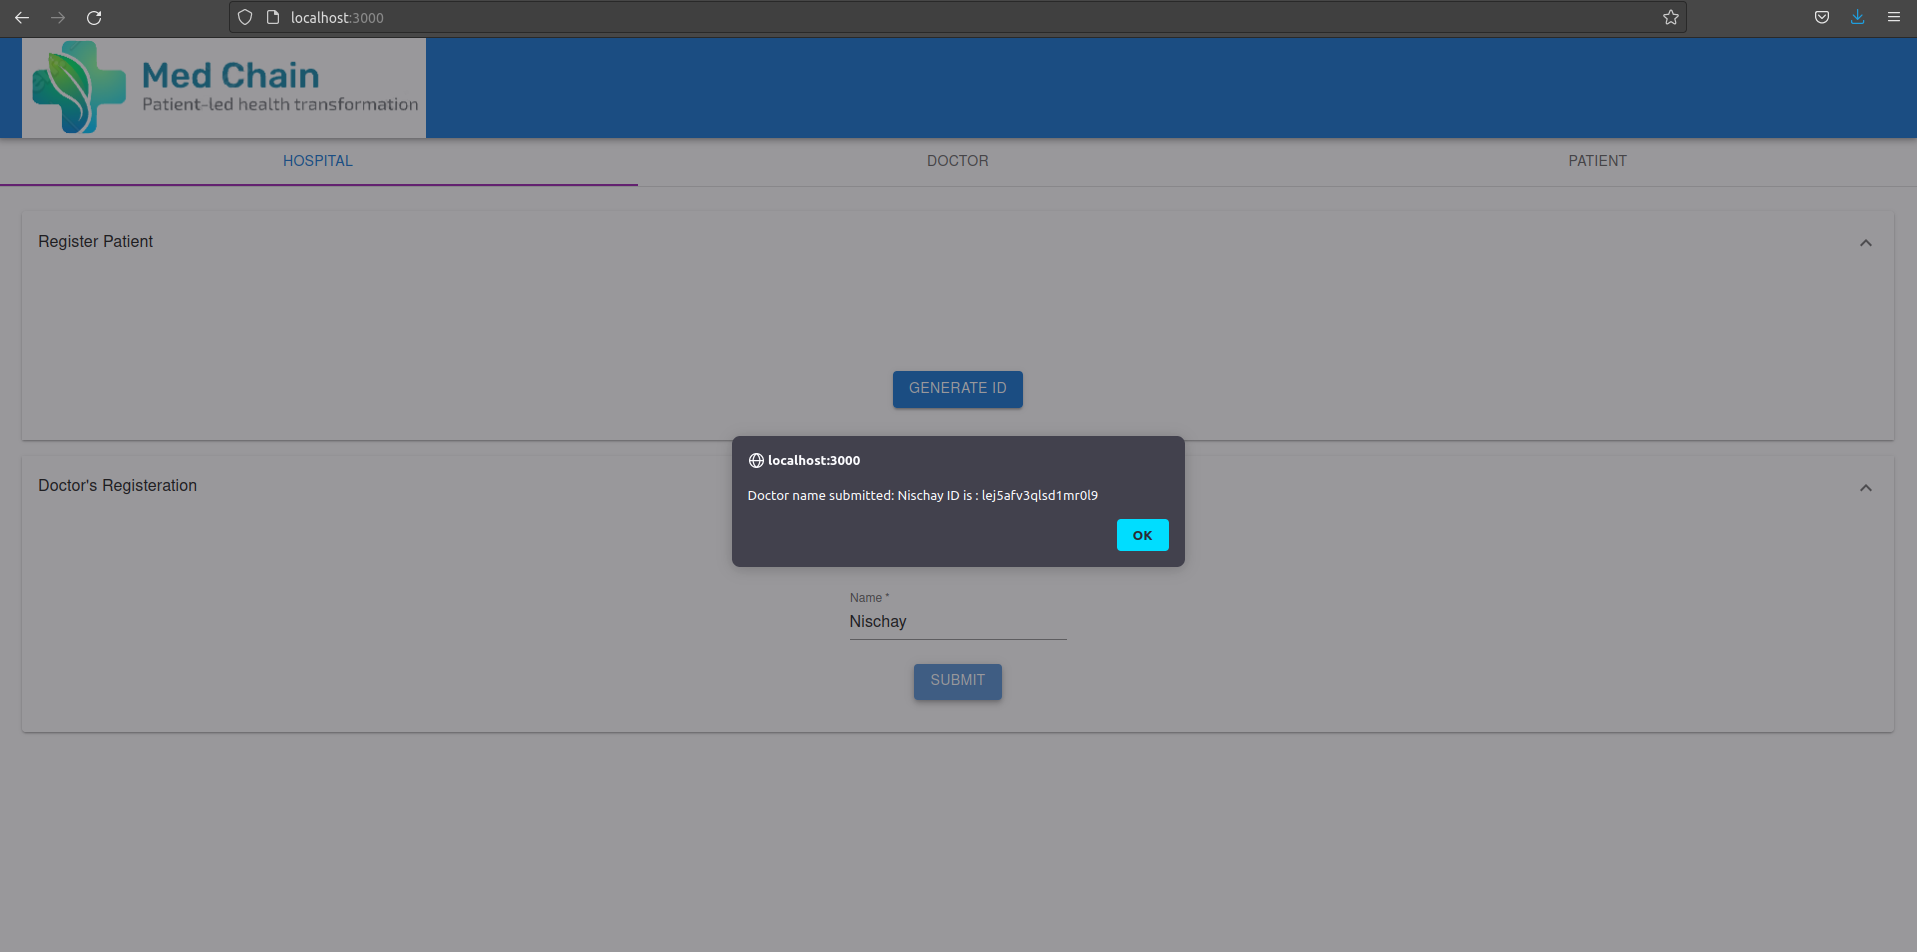 localhost:3000
Med Chain
Patient-led health transformation
HOSPITAL DOCTOR PATIENT
Register Patient
GENERATE ID
localhost:3000
Doctor name submitted: Nischay ID is : lej5afv3qlsd1mr0l9
OK
Doctor's Registeration
Name *
Nischay
SUBMIT